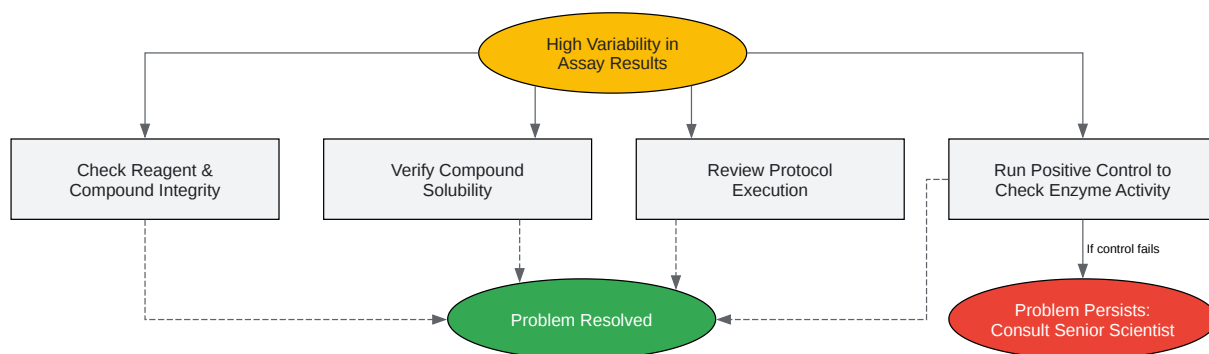 High Variability in
Assay Results
Check Reagent &
Compound Integrity
Verify Compound
Solubility
Review Protocol
Execution
Run Positive Control to
Check Enzyme Activity
If control fails
Problem Resolved
Problem Persists:
Consult Senior Scientist